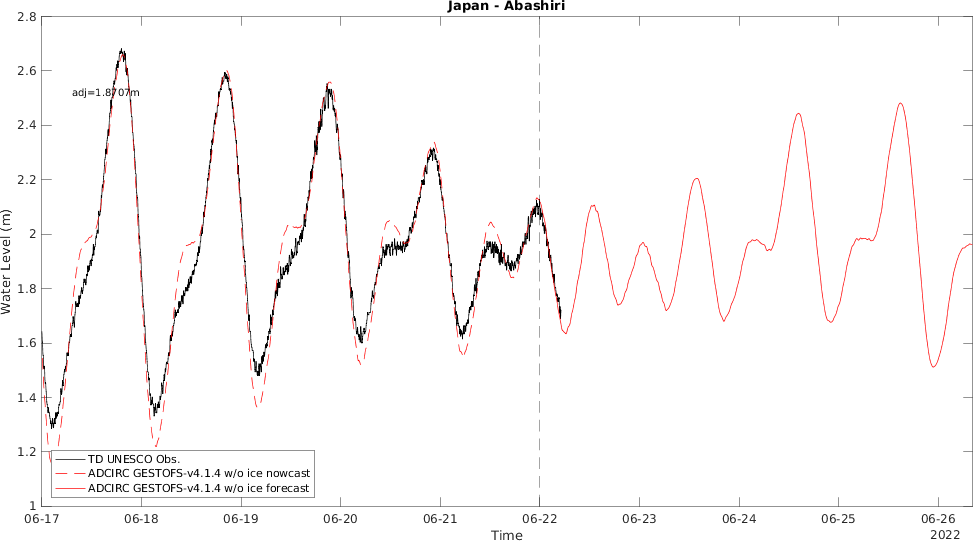 Japan - Abashiri
2.8
2.6
2.4
2.2
2
1.8
1.6
1.4
1.2
1
Water Level (m)
adj=1.8707m
TD UNESCO Obs.
ADCIRC GESTOFS-v4.1.4 w/o ice nowcast
ADCIRC GESTOFS-v4.1.4 w/o ice forecast
06-17 06-18 06-19 06-20 06-21 06-22 06-23 06-24 06-25 06-26
2022
Time